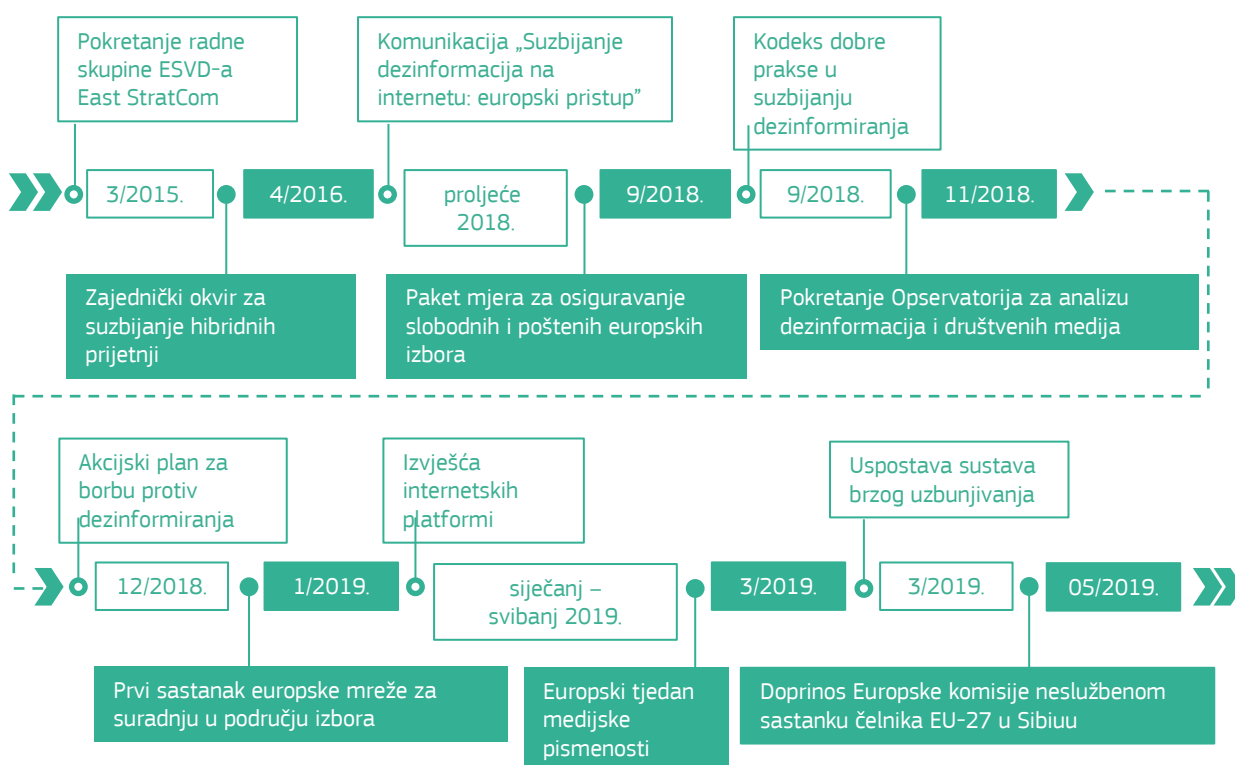 Pokretanje radne
skupine ESVD-a
East StratCom
Komunikacija „Suzbijanje
dezinformacija na
internetu: europski pristup”
Kodeks dobre
prakse u
suzbijanju
dezinformiranja
3/2015.
4/2016.
proljeće
2018.
9/2018.
9/2018.
11/2018.
Zajednički okvir za
suzbijanje hibridnih
prijetnji
Paket mjera za osiguravanje
slobodnih i poštenih europskih
izbora
Pokretanje Opservatorija za analizu
dezinformacija i društvenih medija
Akcijski plan za
borbu protiv
dezinformiranja
Izvješća
internetskih
platformi
Uspostava sustava
brzog uzbunjivanja
12/2018.
1/2019.
siječanj –
svibanj 2019.
3/2019.
3/2019.
05/2019.
Prvi sastanak europske mreže za
suradnju u području izbora
Europski tjedan
medijske
pismenosti
Doprinos Europske komisije neslužbenom
sastanku čelnika EU-27 u Sibiuu